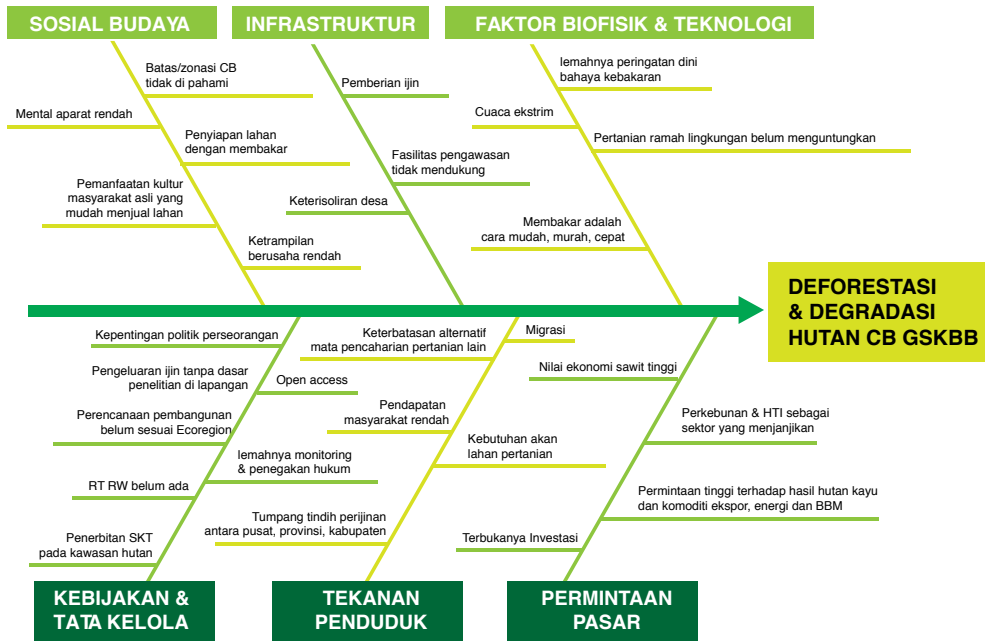 SOSIAL BUDAYA
INFRASTRUKTUR
FAKTOR BIOFISIK & TEKNOLOGI
Batas/zonasi CB
tidak di pahami
Mental aparat rendah
Penyiapan lahan
dengan membakar
Pemanfaatan kultur
masyarakat asli yang
mudah menjual lahan
Ketrampilan
berusaha rendah
Pemberian ijin
Fasilitas pengawasan
tidak mendukung
Keterisoliran desa
lemahnya peringatan dini
bahaya kebakaran
Cuaca ekstrim
Pertanian ramah lingkungan belum menguntungkan
Membakar adalah
cara mudah, murah, cepat
DEFORESTASI
& DEGRADASI
HUTAN CB GSKBB
Kepentingan politik perseorangan
Pengeluaran ijin tanpa dasar
penelitian di lapangan
Open access
Perencanaan pembangunan
belum sesuai Ecoregion
lemahnya monitoring
& penegakan hukum
RT RW belum ada
Penerbitan SKT
pada kawasan hutan
Keterbatasan alternatif
mata pencaharian pertanian lain
Migrasi
Pendapatan
masyarakat rendah
Kebutuhan akan
lahan pertanian
Tumpang tindih perijinan
antara pusat, provinsi, kabupaten
Nilai ekonomi sawit tinggi
Perkebunan & HTI sebagai
sektor yang menjanjikan
Permintaan tinggi terhadap hasil hutan kayu
dan komoditi ekspor, energi dan BBM
Terbukanya Investasi
KEBIJAKAN &
TATA KELOLA
TEKANAN
PENDUDUK
PERMINTAAN
PASAR